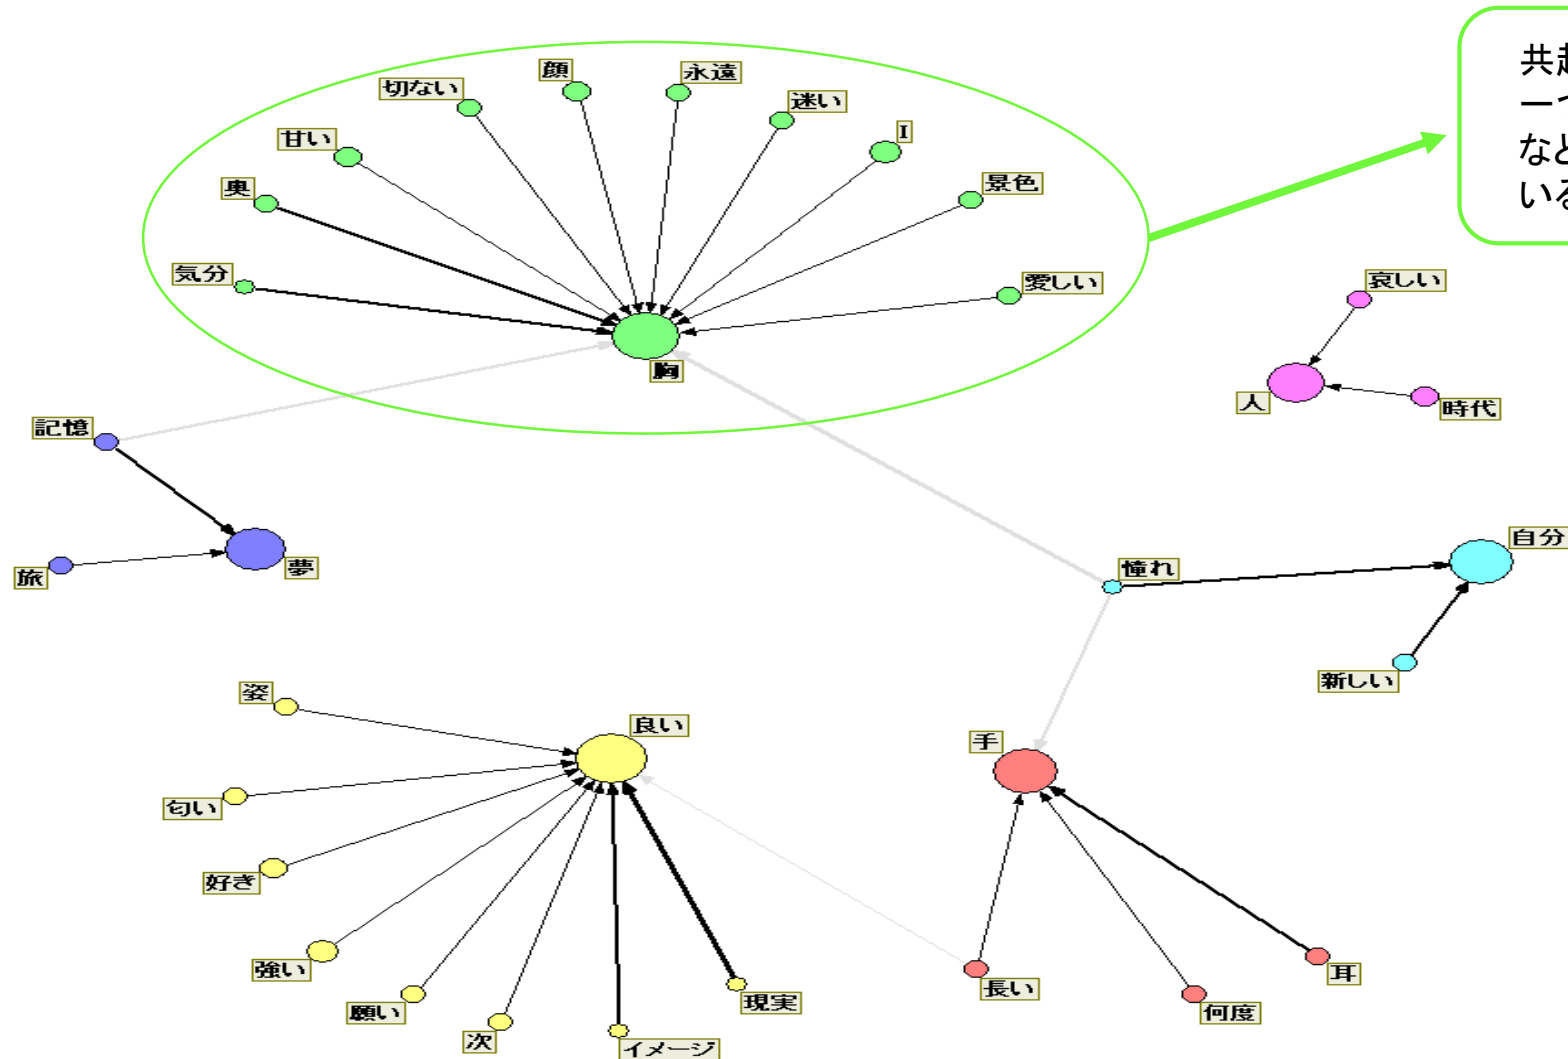 共起
一つ
など
いる
顔
永遠
切ない
迷い
甘い
I
奥
景色
気分
愛しい
哀しい
胸
人
時代
記憶
夢
旅
憧れ
自分
新しい
姿
良い
手
匂い
好き
強い
長い
耳
願い
現実
何度
次
イメージ